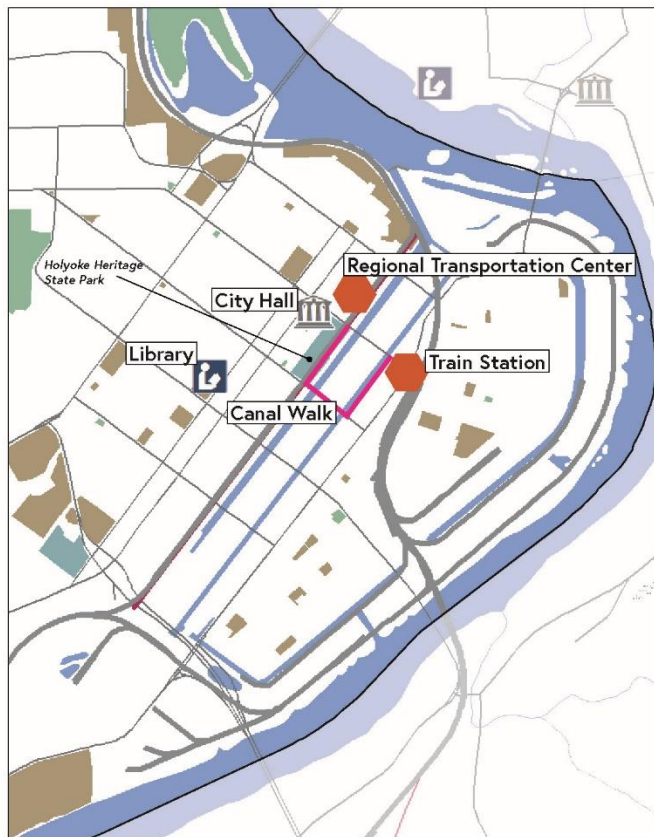 Regional Transportation Center
Holyoke Heritage
State Park
City Hall
Library
Train Station
Canal Walk